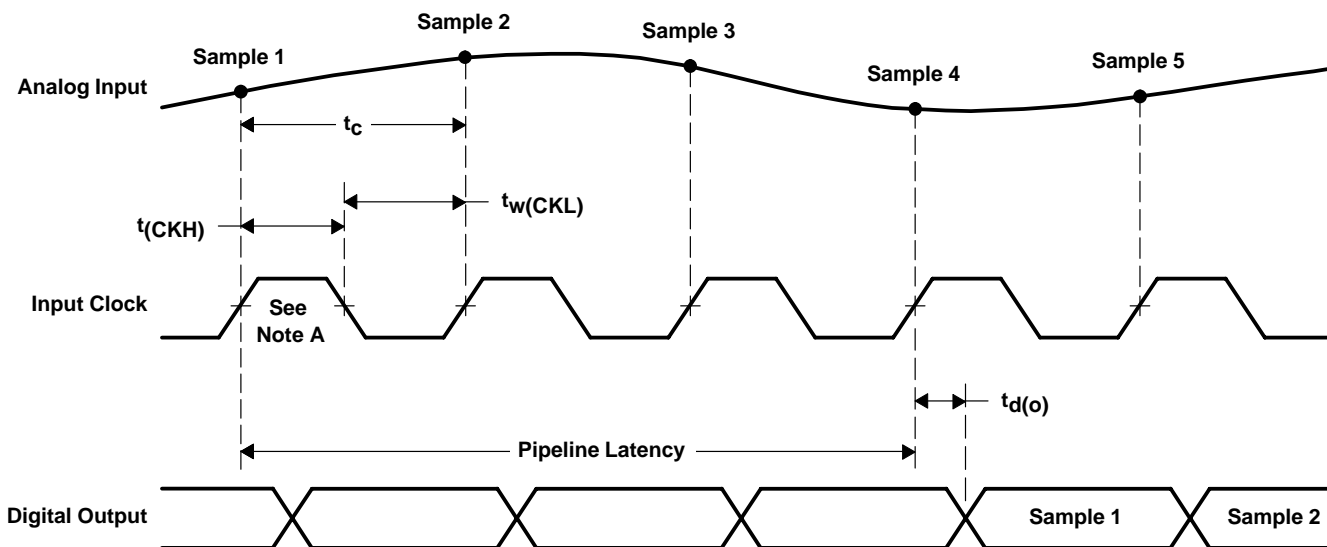 Sample 1
Sample 2
Sample 3
Sample 4
Sample 5
Analog Input
tc
tw(CKL)
t(CKH)
Input Clock
See
Note A
td(o)
Pipeline Latency
Digital Output
Sample 1
Sample 2